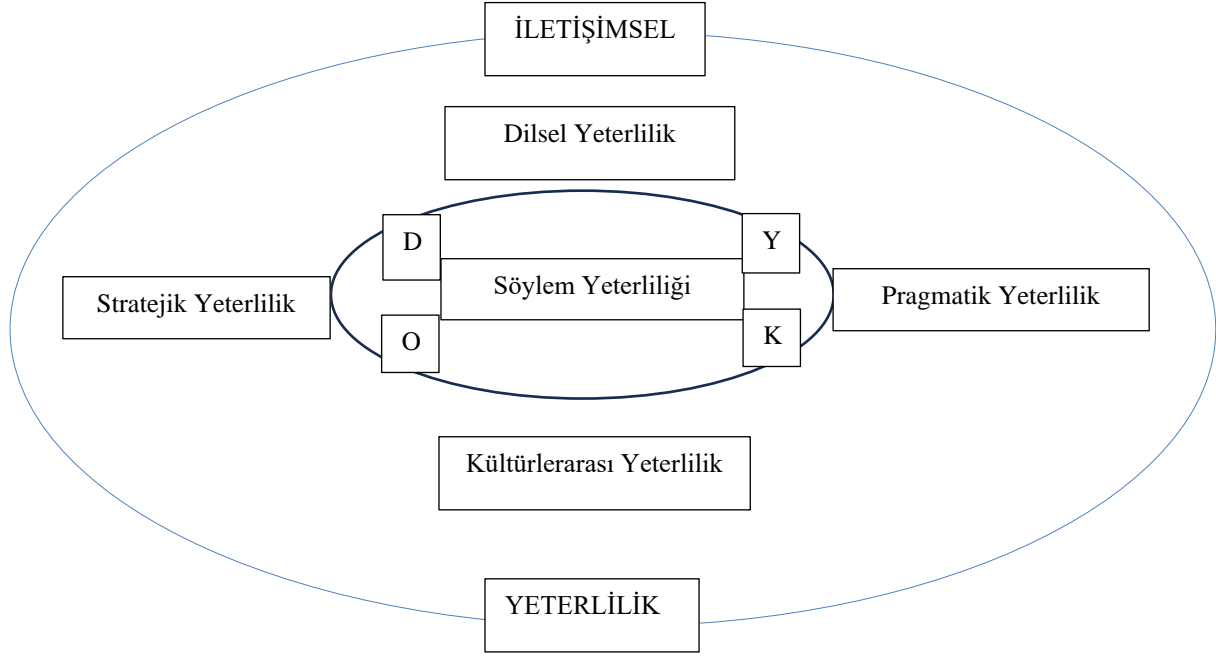 İLETİŞİMSEL
Dilsel Yeterlilik
D
Y
Söylem Yeterliliği
Stratejik Yeterlilik
Pragmatik Yeterlilik
O
K
Kültürlerarası Yeterlilik
YETERLİLİK